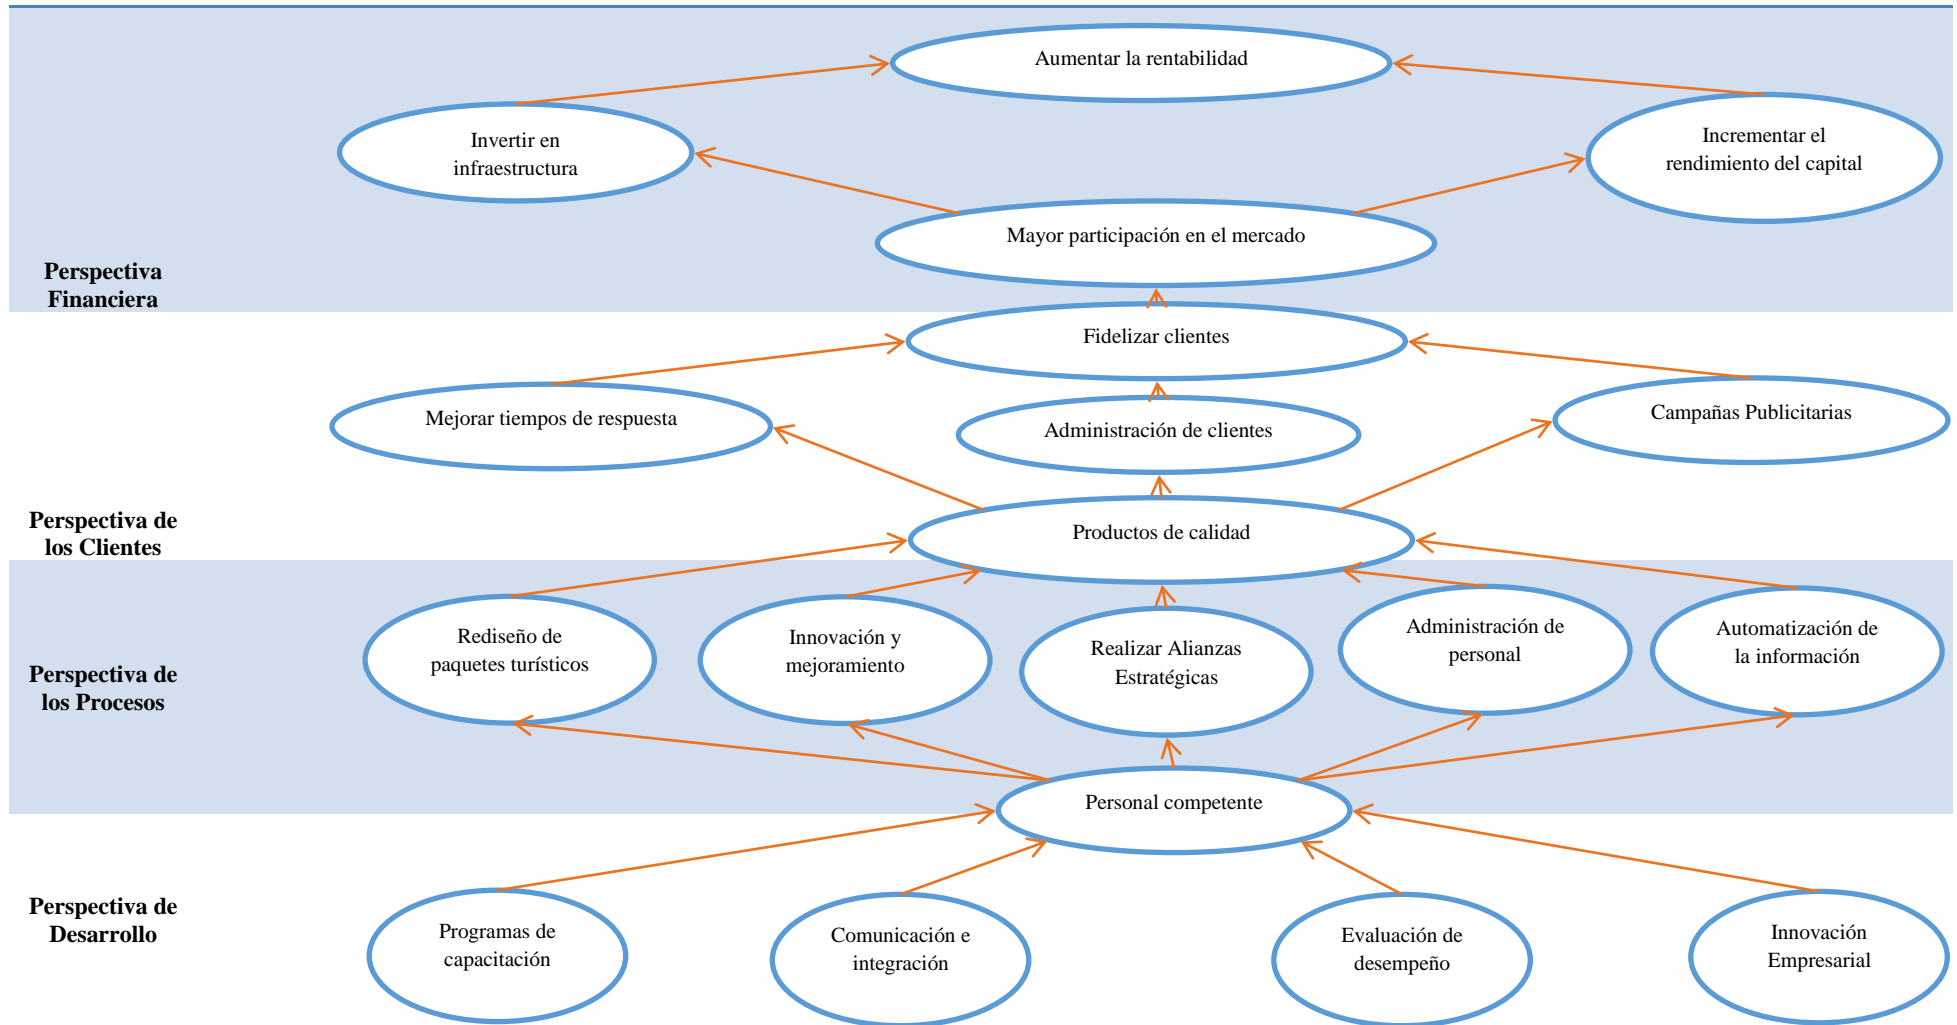 Aumentar la rentabilidad
Invertir en
infraestructura
Incrementar el
rendimiento del capital
Mayor participación en el mercado
Perspectiva
Financiera
Fidelizar clientes
Mejorar tiempos de respuesta
Administración de clientes
Campañas Publicitarias
Perspectiva de
los Clientes
Productos de calidad
Perspectiva de
los Procesos
Rediseño de
paquetes turísticos
Innovación y
mejoramiento
Realizar Alianzas
Estratégicas
Administración de
personal
Automatización de
la información
Personal competente
Perspectiva de
Desarrollo
Programas de
capacitación
Comunicación e
integración
Evaluación de
desempeño
Innovación
Empresarial